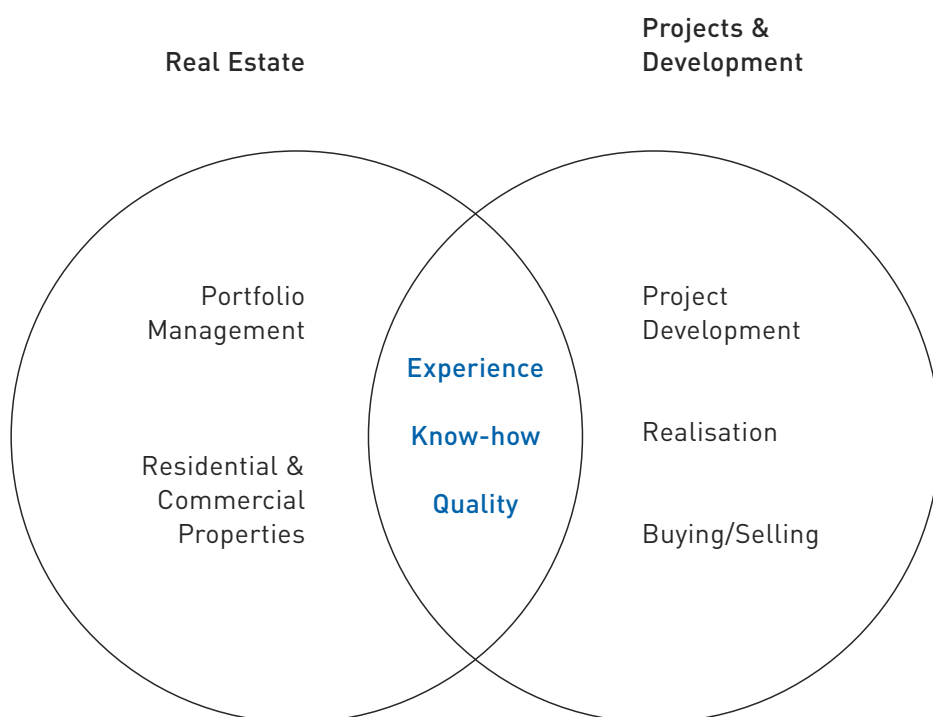 Real Estate
Projects &
Development
Portfolio
Management
Residential &
Commercial
Properties
Experience
Know-how
Quality
Project
Development
Realisation
Buying/Selling